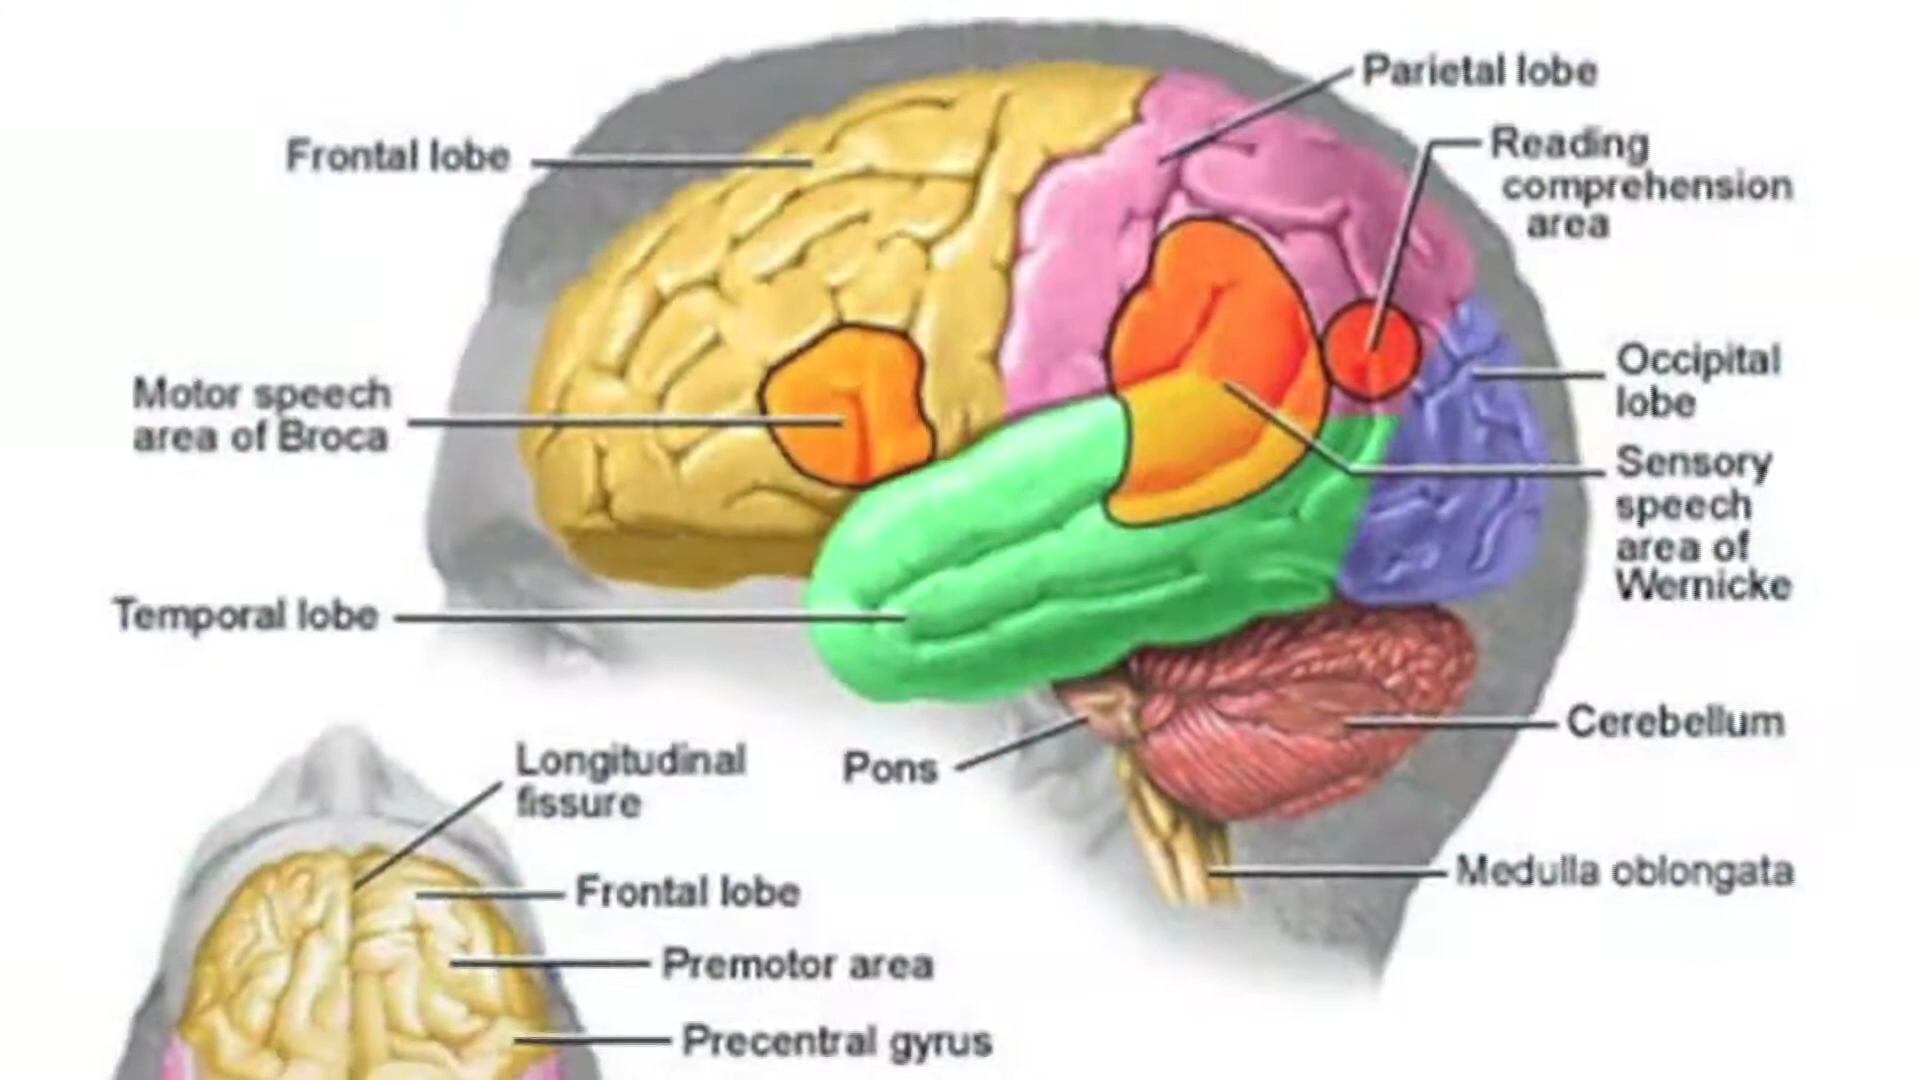 Parietal lobe
Reading
comprehension
area
Frontal lobe
Occipital
lobe
Motor speech
area of Broca
Sensory
speech
area of
Wernicke
Temporal lobe
Cerebellum
Pons
Longitudinal
fissure
Medulla oblongata
Frontal lobe
Premotor area
Precentral gyrus